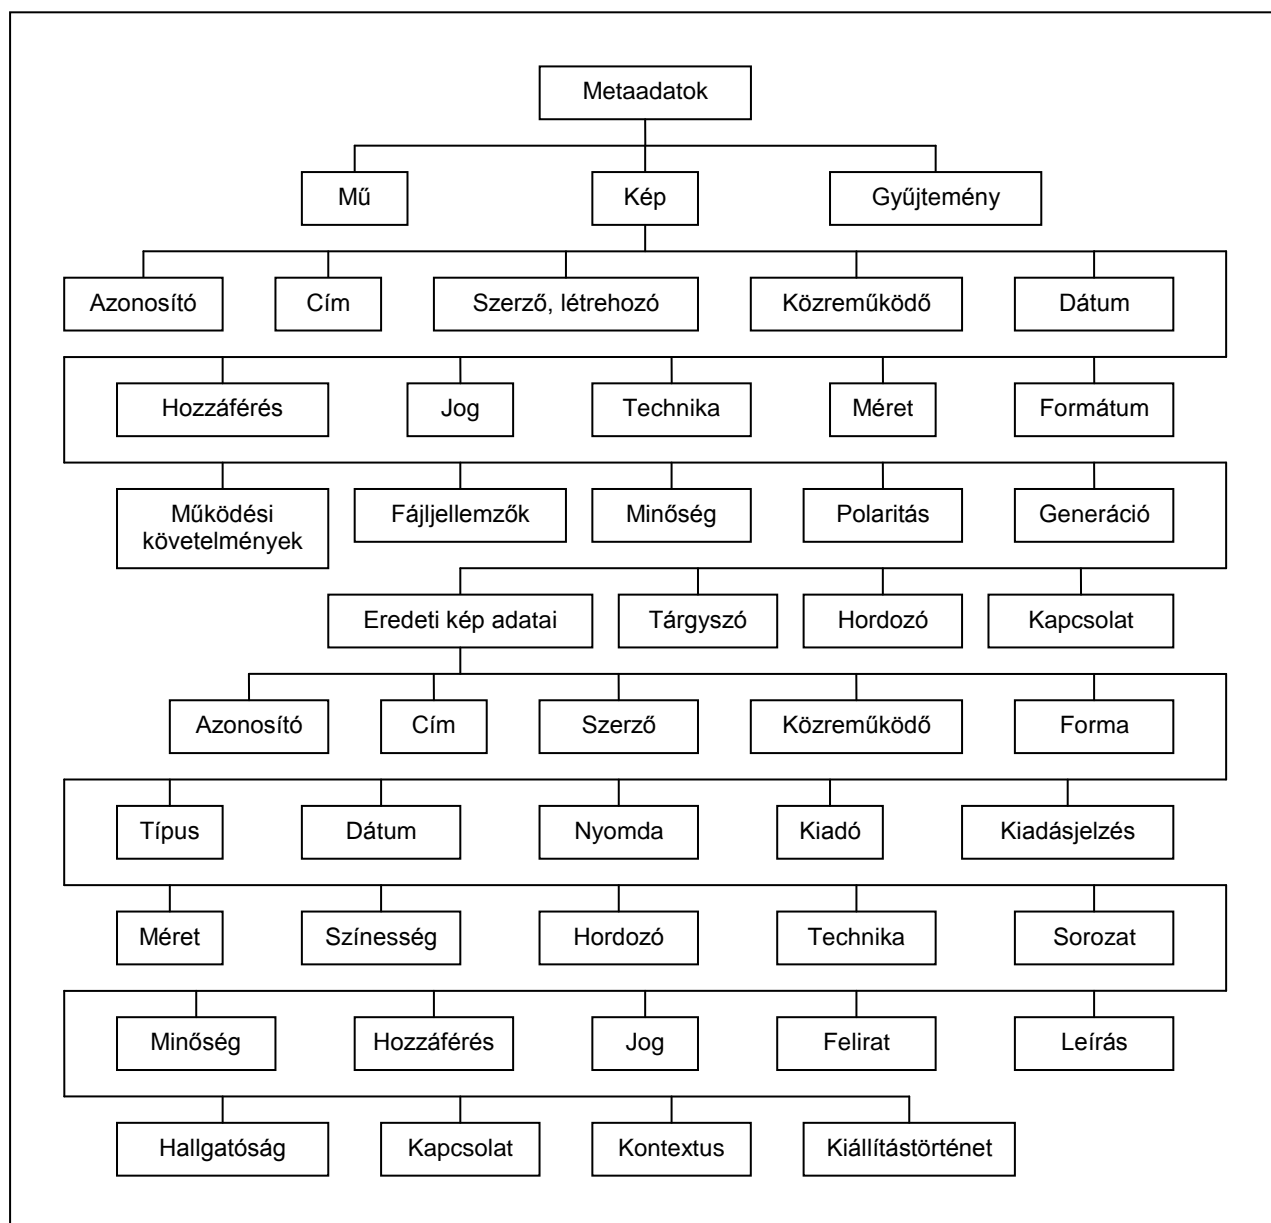 Metaadatok
Mű
Kép
Gyűjtemény
Azonosító
Cím
Szerző, létrehozó
Közreműködő
Dátum
Hozzáférés
Jog
Technika
Méret
Formátum
Működési
követelmények
Fájljellemzők
Minőség
Polaritás
Generáció
Eredeti kép adatai
Tárgyszó
Hordozó
Kapcsolat
Azonosító
Cím
Szerző
Közreműködő
Forma
Típus
Dátum
Nyomda
Kiadó
Kiadásjelzés
Méret
Színesség
Hordozó
Technika
Sorozat
Minőség
Hozzáférés
Jog
Felirat
Leírás
Hallgatóság
Kapcsolat
Kontextus
Kiállítástörténet